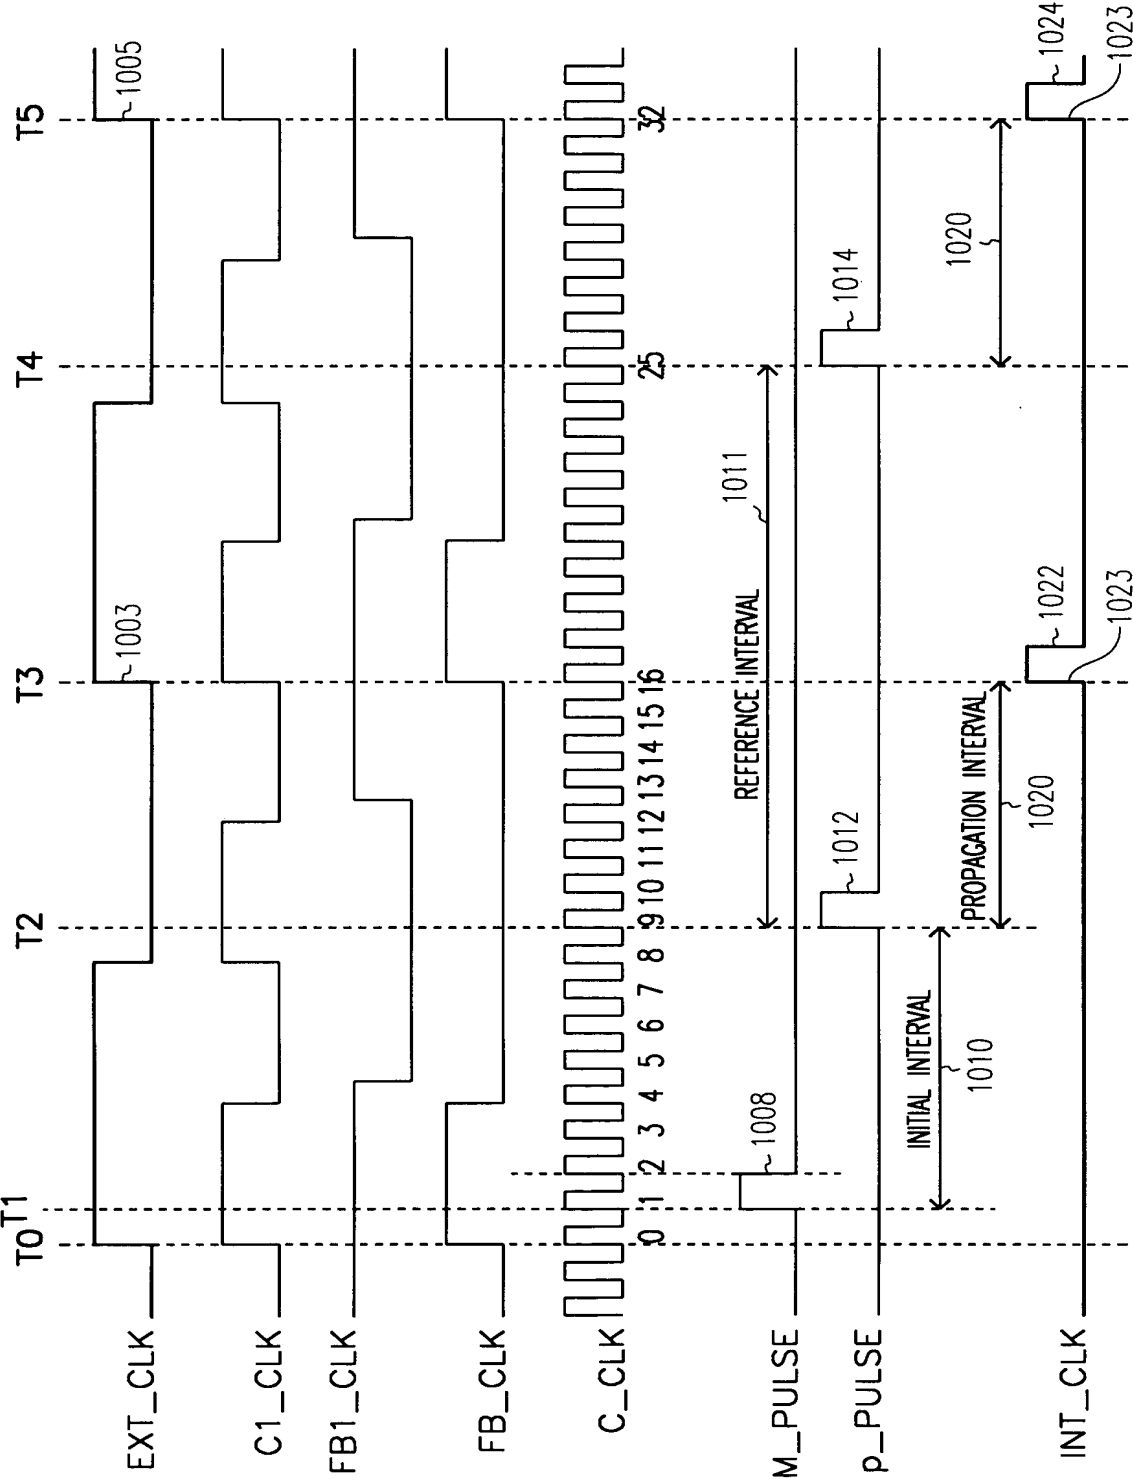 T0 T1 T2 T3 T4 T5
EXT_CLK 1003 1005
C1_CLK
FB1_CLK
FB_CLK
C_CLK
0 1 2 3 4 5 6 7 8 9 10 11 12 13 14 15 16 25 32
REFERENCE INTERVAL 1011
M_PULSE 1008
p_PULSE 1012 1014
INITIAL INTERVAL
1010
PROPAGATION INTERVAL
1020
1020
INT_CLK 1022 1024
1023 1023